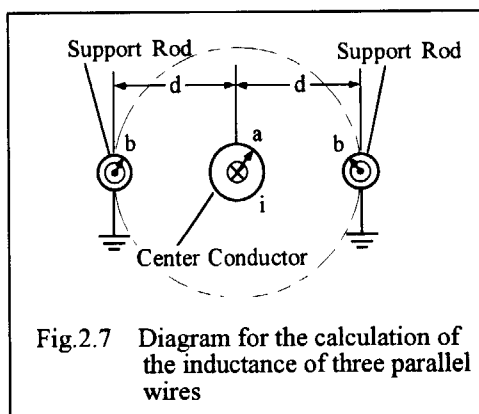 Support Rod Support Rod
d d
b a b
i
Center Conductor
Fig.2.7 Diagram for the calculation of
the inductance of three parallel
wires